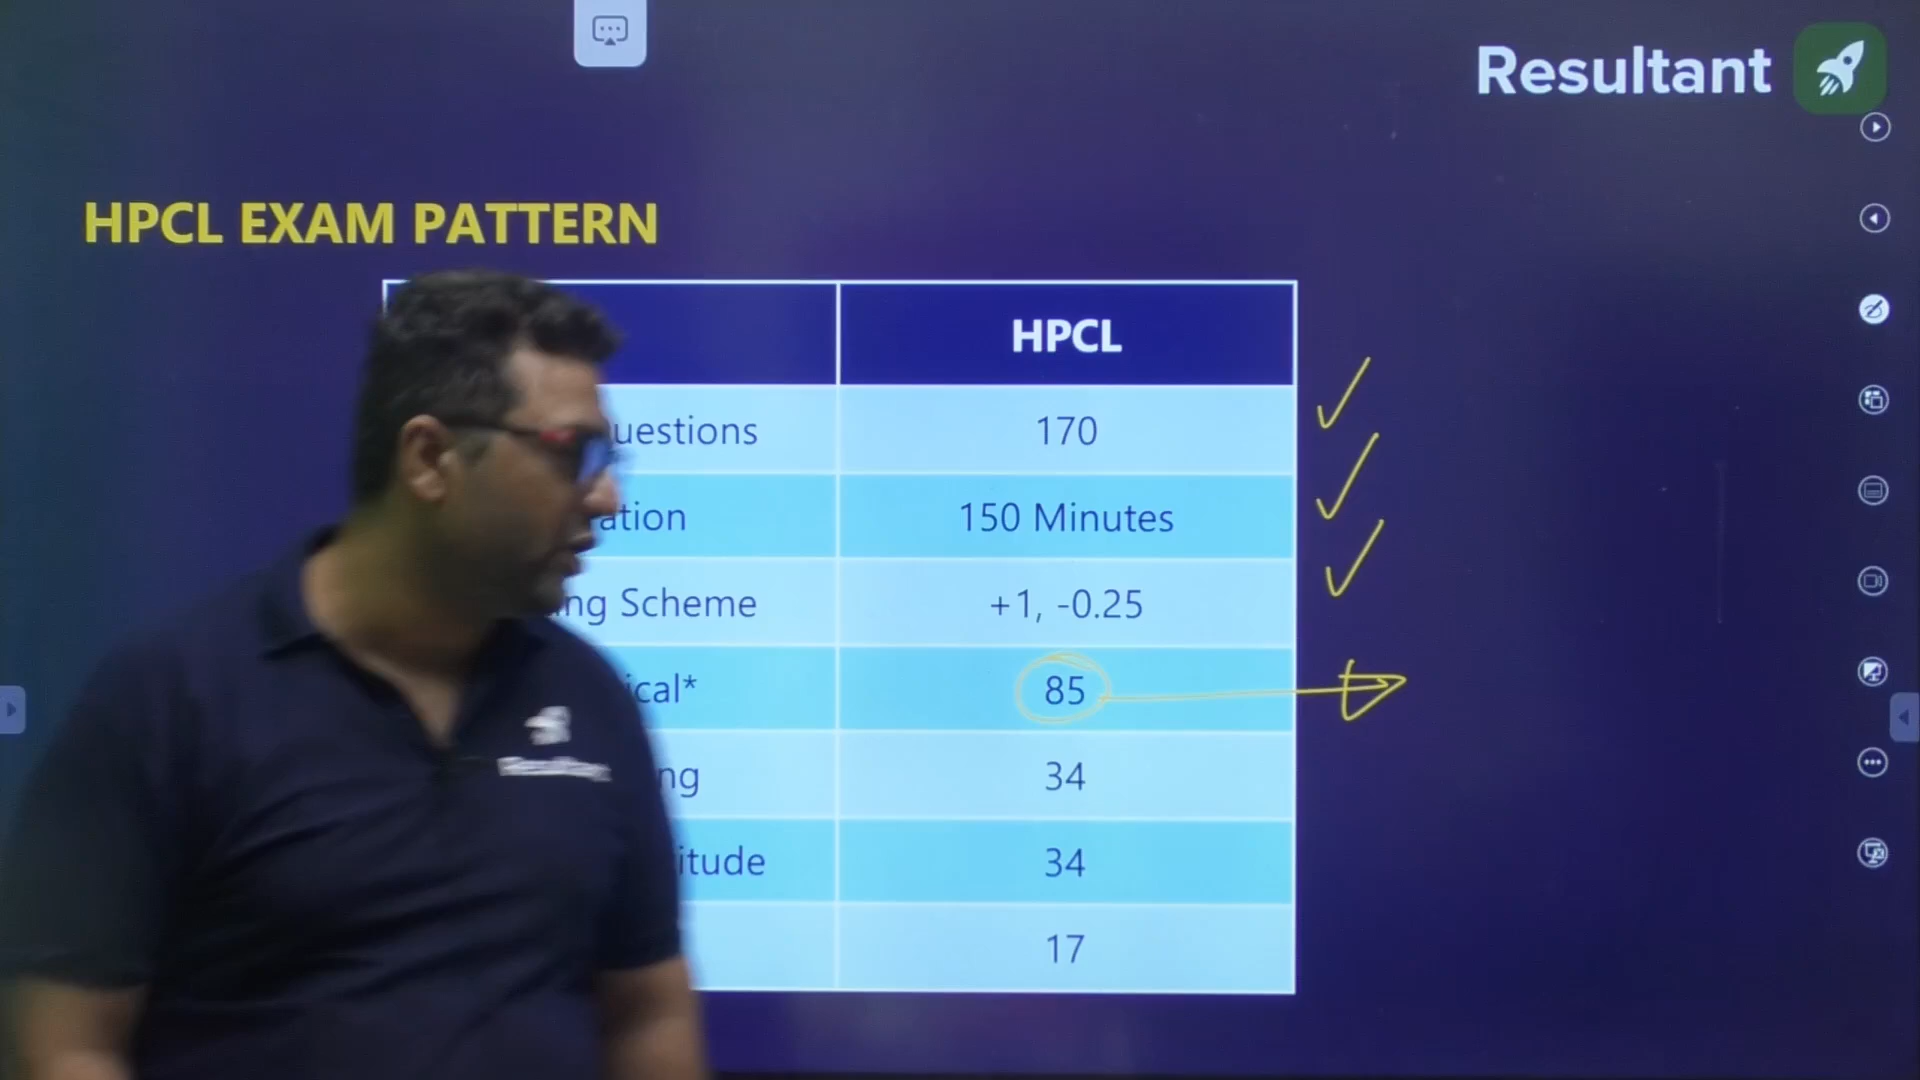 Resultant
HPCL EXAM PATTERN
HPCL
uestions 170
ation 150 Minutes
ing Scheme +1, -0.25
ical* 85
ng 34
itude 34
17